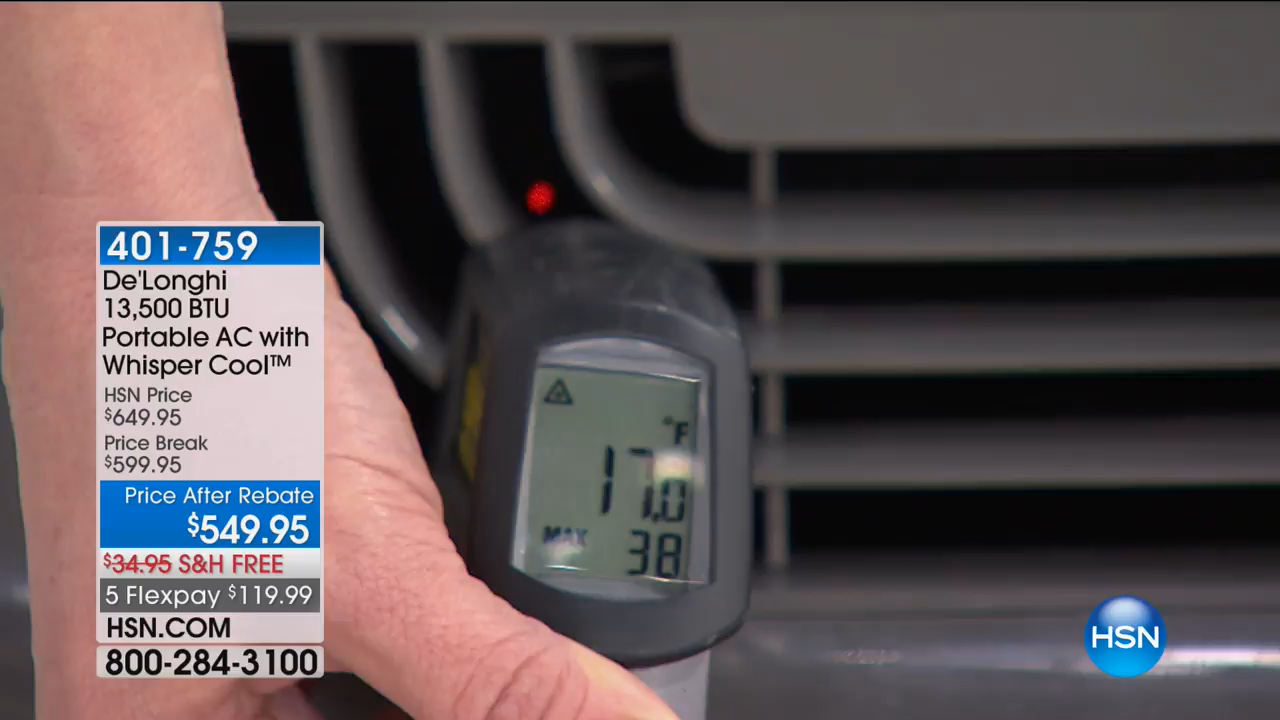 401-759
De'Longhi
13,500 BTU
Portable AC with
Whisper Cool™
HSN Price
$649.95
Price Break
$599.95
Price After Rebate
$549.95
$34.95 S&H FREE
5 Flexpay $119.99
HSN.COM
800-284-3100
°F
17.0
MAX 38
HSN